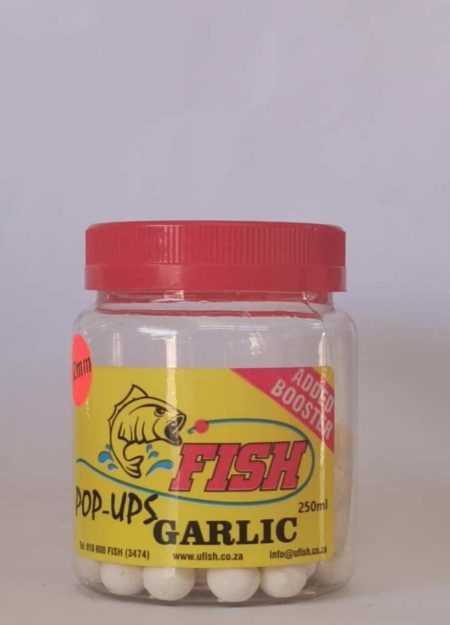 ADDED
BOOSTER
FISH
POP-UPS
250ml
GARLIC
Tel: 010 600 FISH (3474)
www.ufish.co.za
info@ufish.co.za